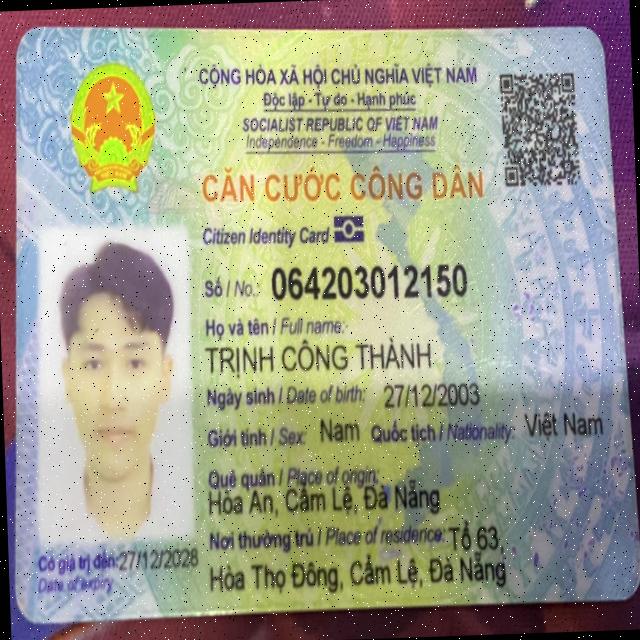 CỘNG HÒA XÃ HỘI CHỦ NGHĨA VIỆT NAM
Độc lập - Tự do - Hạnh phúc
SOCIALIST REPUBLIC OF VIỆT NAM
Independence - Freedom - Happiness
CĂN CƯỚC CÔNG DÂN
Citizen Identity Card
Số / No.: 064203012150
Họ và tên / Full name:
TRỊNH CÔNG THÀNH
Ngày sinh / Date of birth: 27/12/2003
Giới tính / Sex: Nam Quốc tịch / Nationality: Việt Nam
Quê quán / Place of origin:
Hòa An, Cẩm Lệ, Đà Nẵng
Nơi thường trú / Place of residence: Tổ 63,
Hòa Thọ Đông, Cẩm Lệ, Đà Nẵng
Có giá trị đến: 27/12/2028
Date of expiry